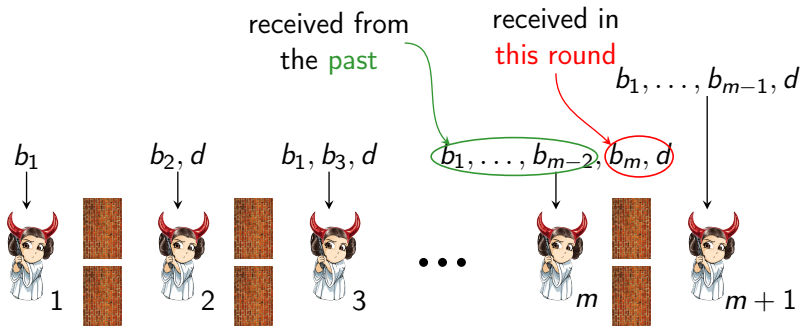 received from
the past
received in
this round
b₁, . . . , bₘ₋₁, d
b₁
b₂, d
b₁, b₃, d
b₁, . . . , bₘ₋₂, bₘ, d
1
2
3
• • •
m
m + 1